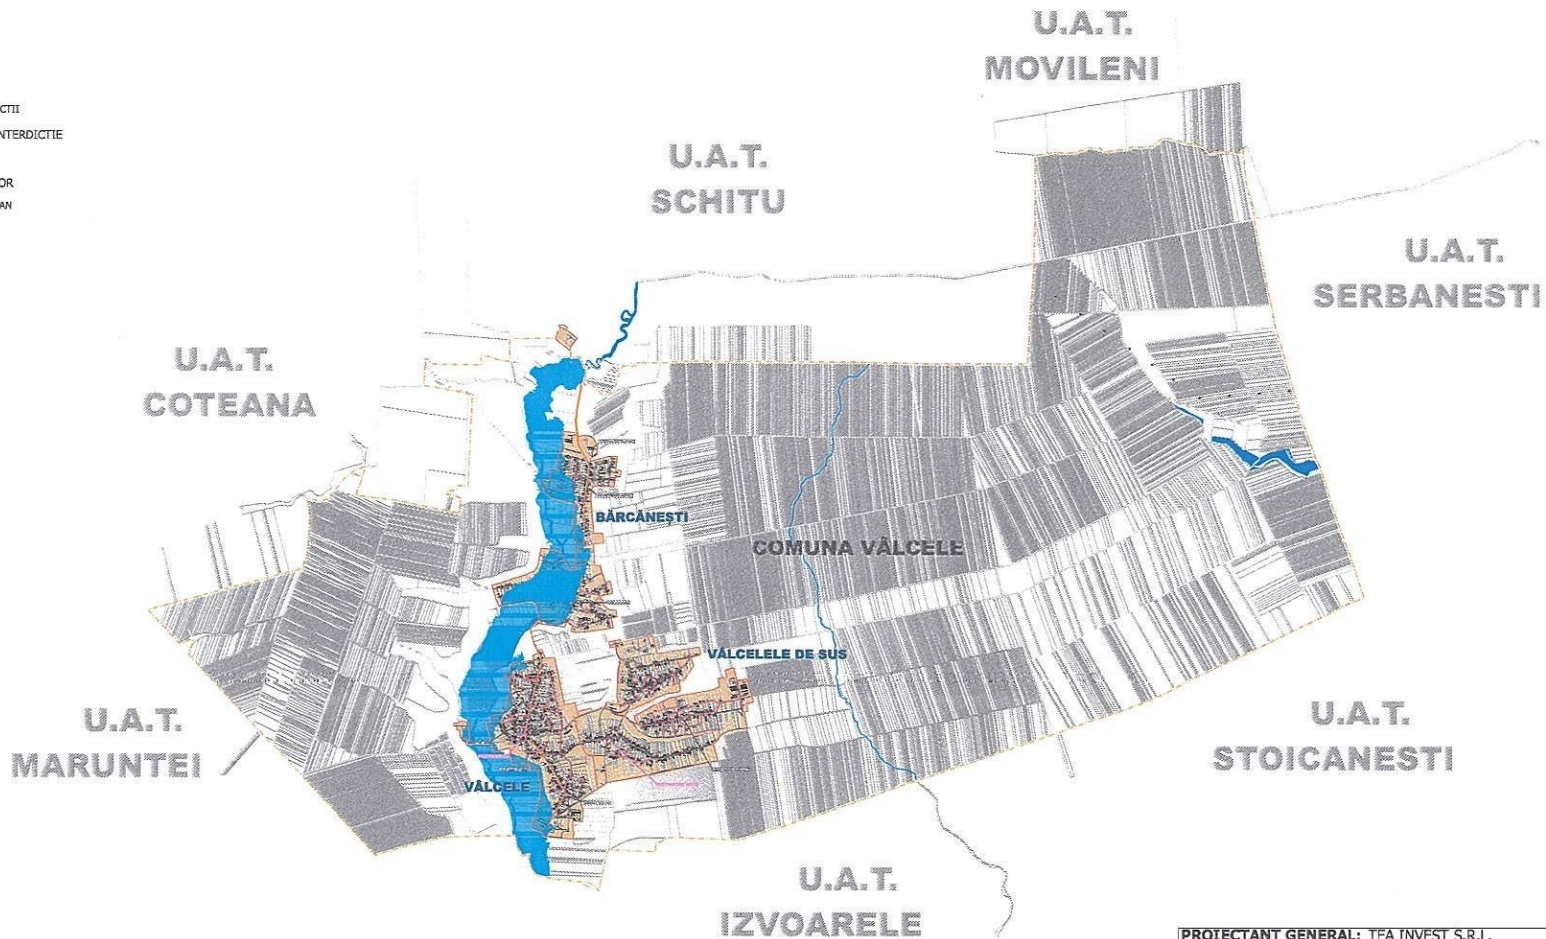 U.A.T.
MOVILENI
CTII
NTERDICTIE
OR
AN
U.A.T.
SCHITU
U.A.T.
SERBANESTI
U.A.T.
COTEANA
BĂRCĂNEȘTI
COMUNA VÂLCELE
VÂLCELELE DE SUS
U.A.T.
MARUNTEI
U.A.T.
STOICANESTI
VÂLCELE
U.A.T.
IZVOARELE
PROIECTANT GENERAL: TEA INVEST S.R.L.